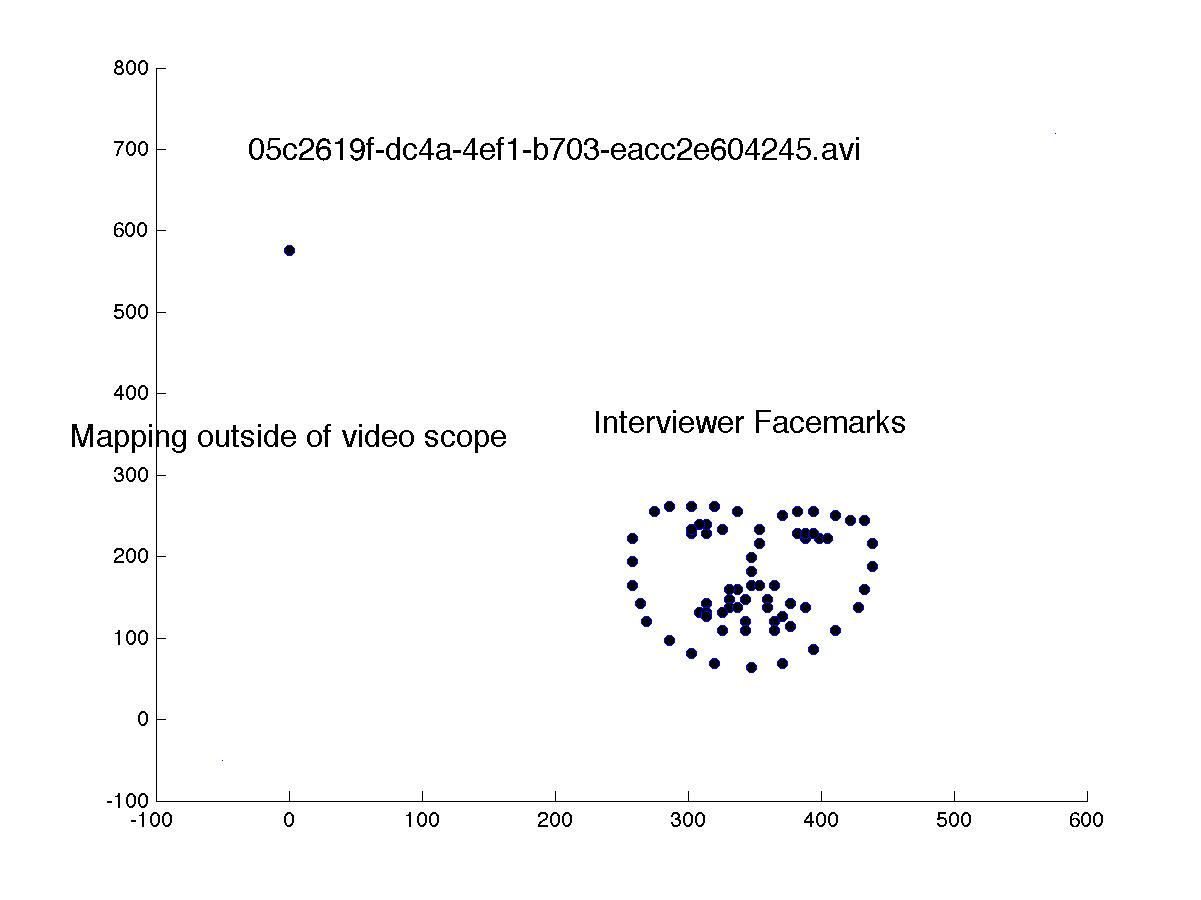 800
05c2619f-dc4a-4ef1-b703-eacc2e604245.avi
700
600
500
400
Interviewer Facemarks
Mapping outside of video scope
300
200
100
0
-100
-100 0 100 200 300 400 500 600